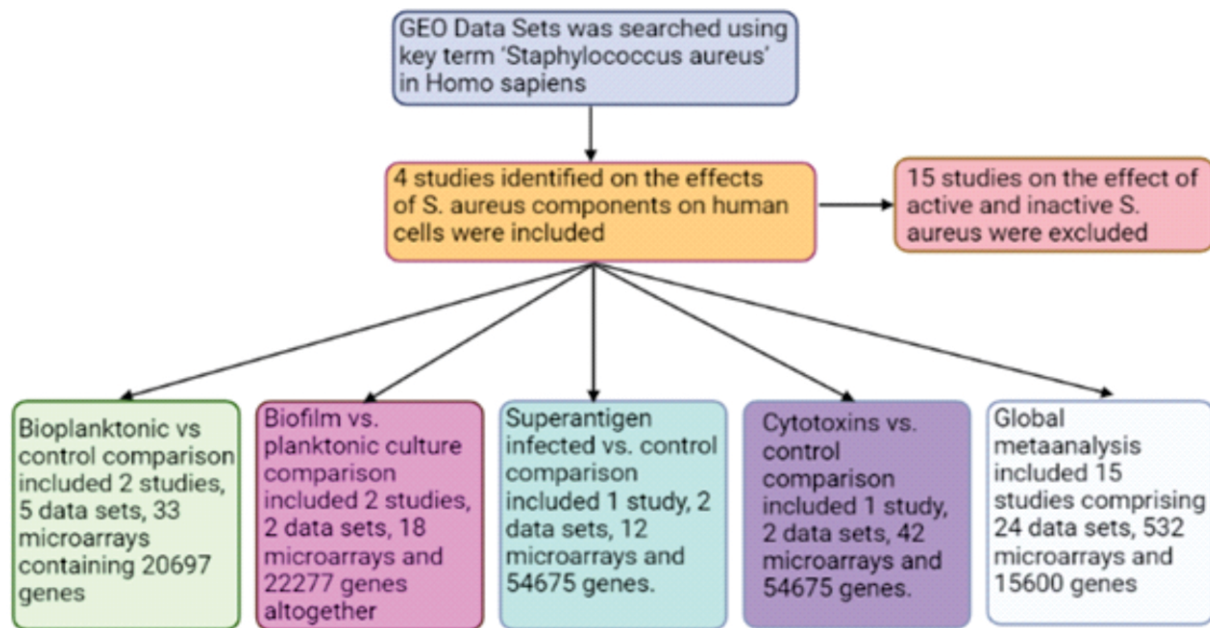 GEO Data Sets was searched using
key term ‘Staphylococcus aureus’
in Homo sapiens
4 studies identified on the effects
of S. aureus components on human
cells were included
15 studies on the effect of
active and inactive S.
aureus were excluded
Bioplanktonic vs
control comparison
included 2 studies,
5 data sets, 33
microarrays
containing 20697
genes
Biofilm vs.
planktonic culture
comparison
included 2 studies,
2 data sets, 18
microarrays and
22277 genes
altogether
Superantigen
infected vs. control
comparison
included 1 study, 2
data sets, 12
microarrays and
54675 genes.
Cytotoxins vs.
control
comparison
included 1 study,
2 data sets, 42
microarrays and
54675 genes.
Global
metaanalysis
included 15
studies comprising
24 data sets, 532
microarrays and
15600 genes